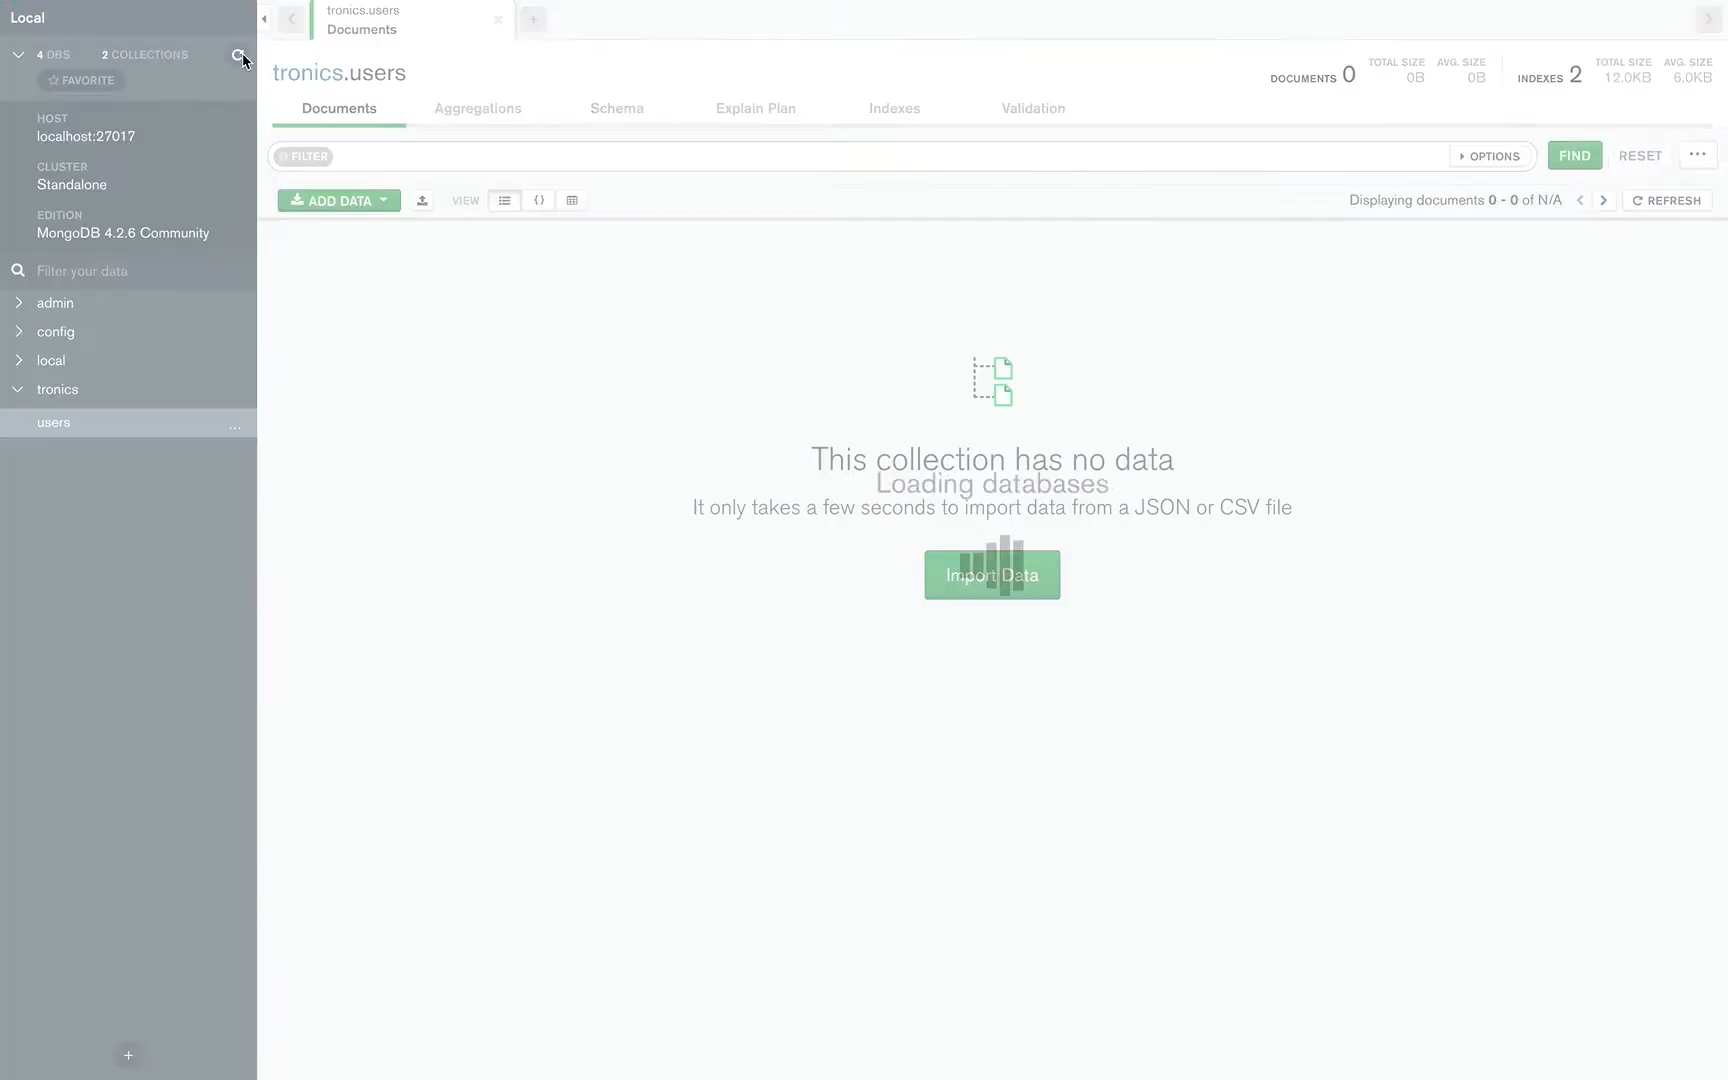 Local
4 DBS 2 COLLECTIONS
FAVORITE
HOST
localhost:27017
CLUSTER
Standalone
EDITION
MongoDB 4.2.6 Community
Filter your data
admin
config
local
tronics
users ...
+
tronics.users
Documents
+
tronics.users
DOCUMENTS 0 TOTAL SIZE 0B AVG. SIZE 0B INDEXES 2 TOTAL SIZE 12.0KB AVG. SIZE 6.0KB
Documents Aggregations Schema Explain Plan Indexes Validation
FILTER OPTIONS FIND RESET ...
ADD DATA VIEW {} Displaying documents 0 - 0 of N/A < > REFRESH
This collection has no data
Loading databases
It only takes a few seconds to import data from a JSON or CSV file
Import Data